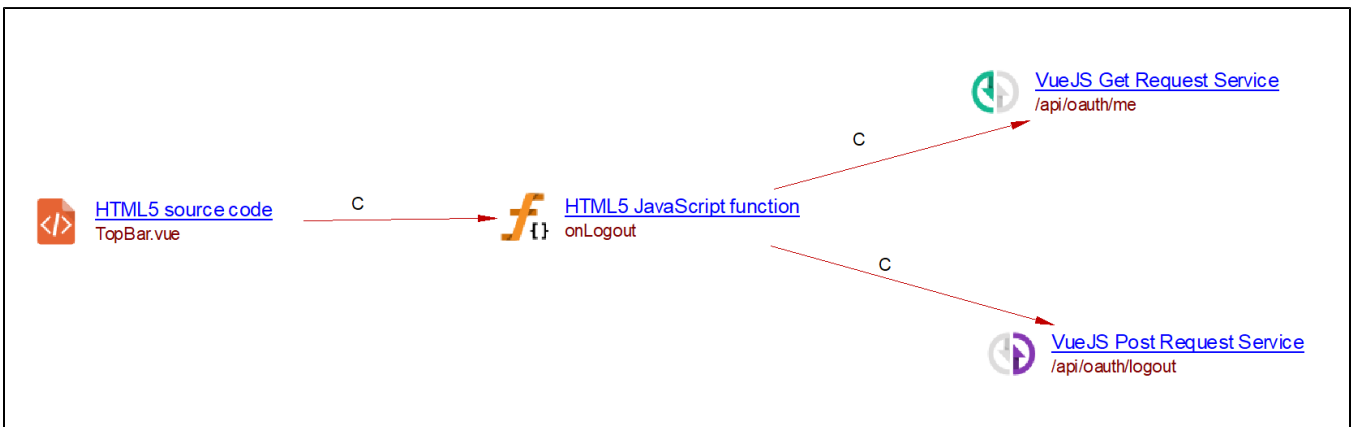 VueJS Get Request Service
/api/oauth/me
C
HTML5 source code
TopBar.vue
C
HTML5 JavaScript function
onLogout
C
VueJS Post Request Service
/api/oauth/logout